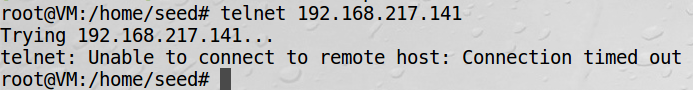 root@VM:/home/seed# telnet 192.168.217.141
Trying 192.168.217.141...
telnet: Unable to connect to remote host: Connection timed out
root@VM:/home/seed#